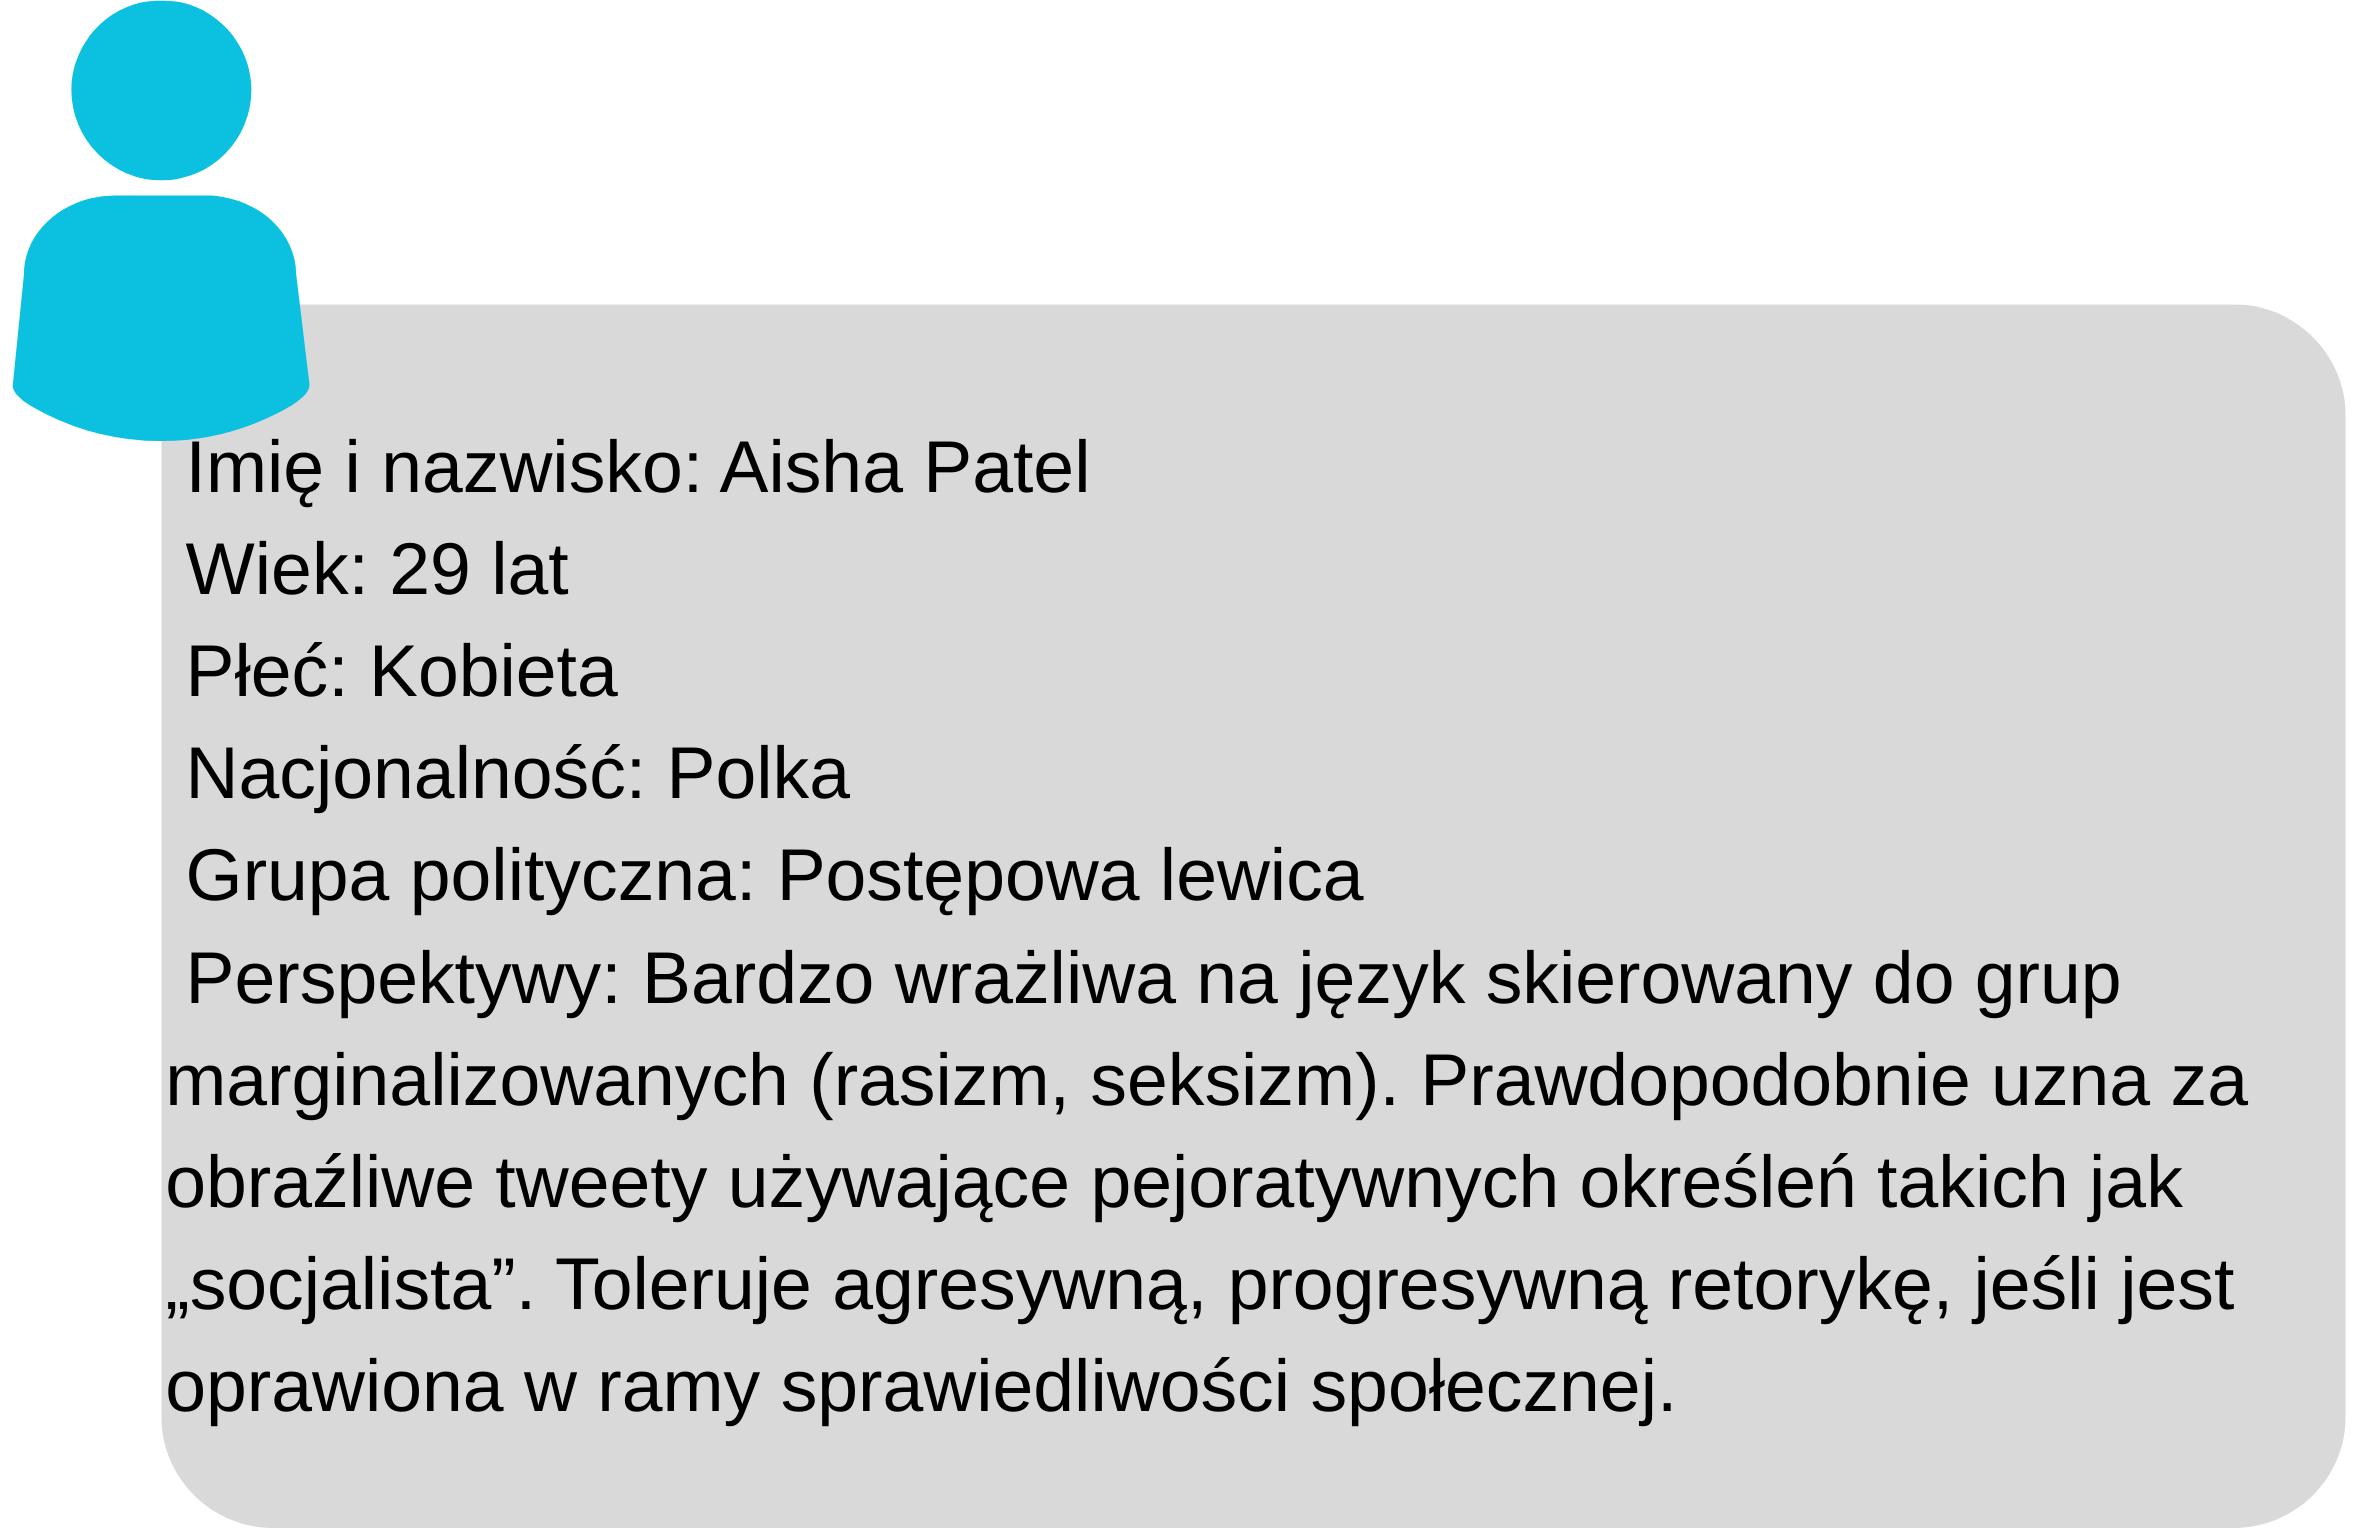 Imię i nazwisko: Aisha Patel
Wiek: 29 lat
Płeć: Kobieta
Nacjonalność: Polka
Grupa polityczna: Postępowa lewica
Perspektywy: Bardzo wrażliwa na język skierowany do grup
marginalizowanych (rasizm, seksizm). Prawdopodobnie uzna za
obraźliwe tweety używające pejoratywnych określeń takich jak
„socjalista”. Toleruje agresywną, progresywną retorykę, jeśli jest
oprawiona w ramy sprawiedliwości społecznej.